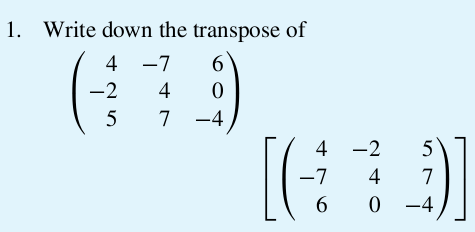 1. Write down the transpose of
( 4 −7 6 )
( −2 4 0 )
( 5 7 −4 )
[( 4 −2 5 )]
[( −7 4 7 )]
[( 6 0 −4 )]